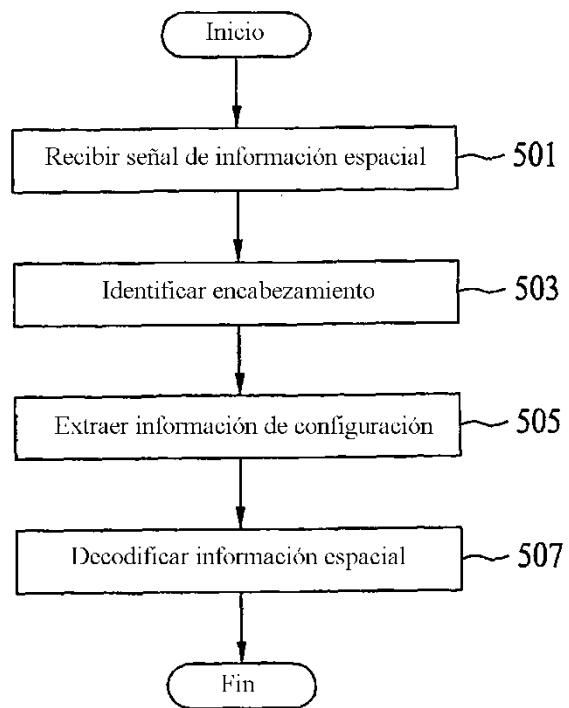 Inicio
Recibir señal de información espacial
501
Identificar encabezamiento
503
Extraer información de configuración
505
Decodificar información espacial
507
Fin